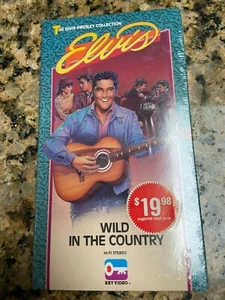 THE ELVIS PRESLEY COLLECTION
Elvis
$19.98
suggested retail price
WILD
IN THE COUNTRY
HI-FI STEREO
KEY VIDEO